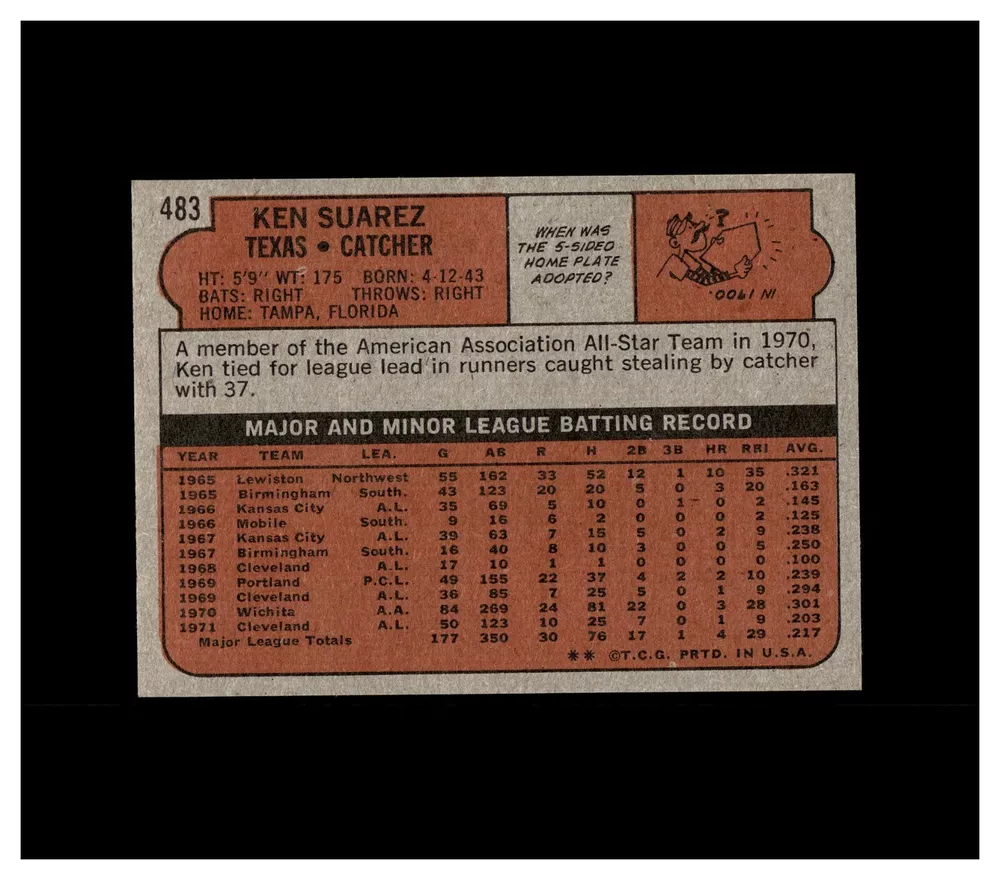 483
KEN SUAREZ
TEXAS • CATCHER
HT: 5'9" WT: 175 BORN: 4-12-43
BATS: RIGHT THROWS: RIGHT
HOME: TAMPA, FLORIDA
WHEN WAS
THE 5-SIDED
HOME PLATE
ADOPTED?
?
IN 1900.
A member of the American Association All-Star Team in 1970,
Ken tied for league lead in runners caught stealing by catcher
with 37.
MAJOR AND MINOR LEAGUE BATTING RECORD
YEAR TEAM LEA. G AB R H 2B 3B HR RBI AVG.
1965 Lewiston Northwest 55 162 33 52 12 1 10 35 .321
1965 Birmingham South. 43 123 20 20 5 0 3 20 .163
1966 Kansas City A.L. 35 69 5 10 0 1 0 2 .145
1966 Mobile South. 9 16 6 2 0 0 0 2 .125
1967 Kansas City A.L. 39 63 7 15 5 0 2 9 .238
1967 Birmingham South. 16 40 8 10 3 0 0 5 .250
1968 Cleveland A.L. 17 10 1 1 0 0 0 0 .100
1969 Portland P.C.L. 49 155 22 37 4 2 2 10 .239
1969 Cleveland A.L. 36 85 7 25 5 0 1 9 .294
1970 Wichita A.A. 84 269 24 81 22 0 3 28 .301
1971 Cleveland A.L. 50 123 10 25 7 0 1 9 .203
Major League Totals 177 350 30 76 17 1 4 29 .217
** ©T.C.G. PRTD. IN U.S.A.